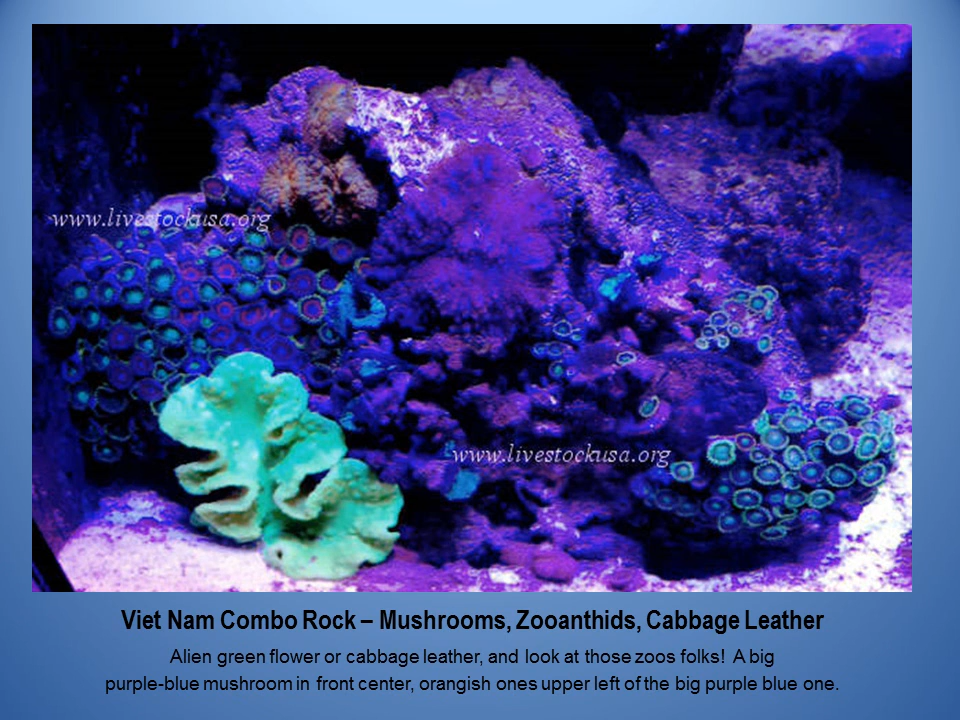 www.livestockusa.org
www.livestockusa.org
Viet Nam Combo Rock – Mushrooms, Zooanthids, Cabbage Leather
Alien green flower or cabbage leather, and look at those zoos folks! A big
purple-blue mushroom in front center, orangish ones upper left of the big purple blue one.